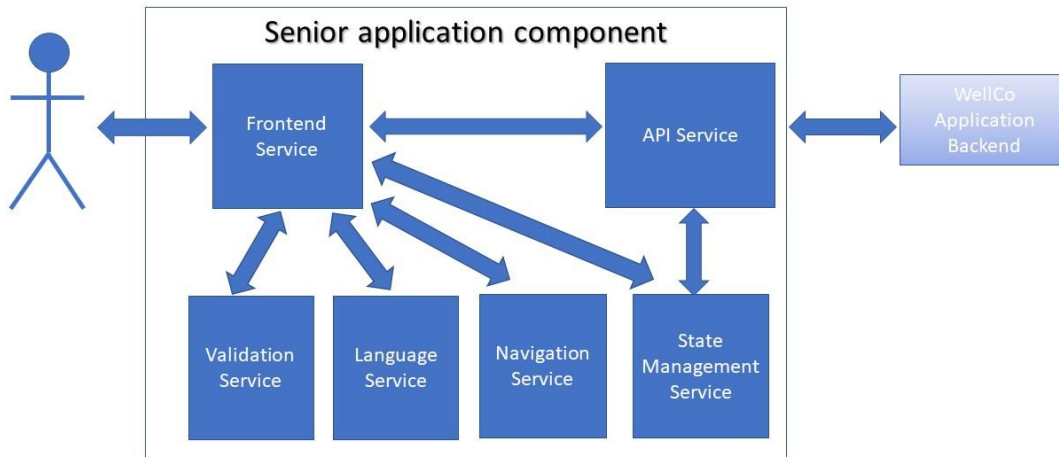 Senior application component
Frontend
Service
API Service
WellCo
Application
Backend
Validation
Service
Language
Service
Navigation
Service
State
Management
Service